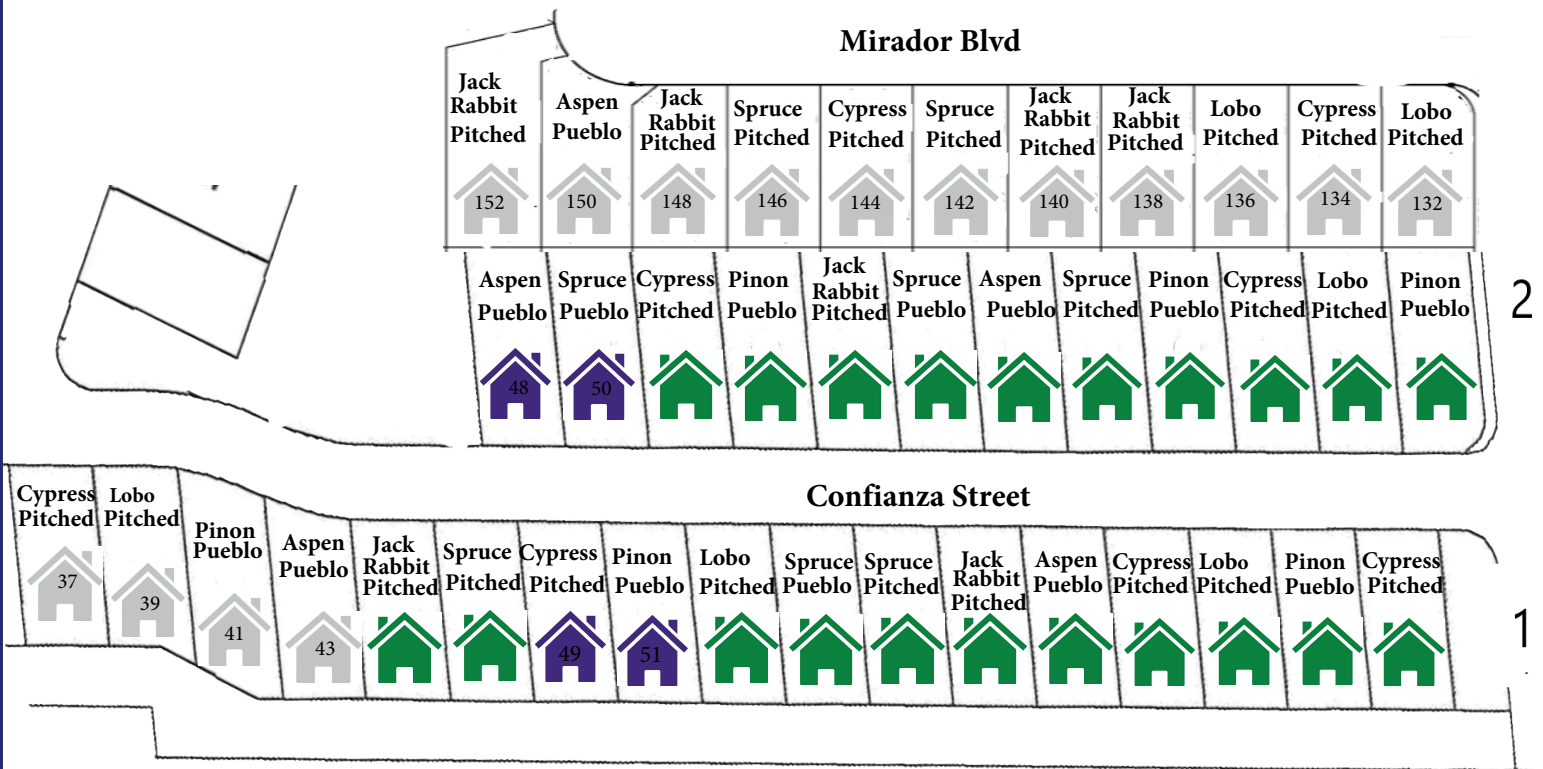 Mirador Blvd
Jack
Rabbit
Pitched
Aspen
Pueblo
Jack
Rabbit
Pitched
Spruce
Pitched
Cypress
Pitched
Spruce
Pitched
Jack
Rabbit
Pitched
Jack
Rabbit
Pitched
Lobo
Pitched
Cypress
Pitched
Lobo
Pitched
152
150
148
146
144
142
140
138
136
134
132
Aspen
Pueblo
Spruce
Pueblo
Cypress
Pitched
Pinon
Pueblo
Jack
Rabbit
Pitched
Spruce
Pueblo
Aspen
Pueblo
Spruce
Pitched
Pinon
Pueblo
Cypress
Pitched
Lobo
Pitched
Pinon
Pueblo
2
48
50
Confianza Street
Cypress
Pitched
Lobo
Pitched
Pinon
Pueblo
Aspen
Pueblo
Jack
Rabbit
Pitched
Spruce
Pitched
Cypress
Pitched
Pinon
Pueblo
Lobo
Pitched
Spruce
Pueblo
Spruce
Pitched
Jack
Rabbit
Pitched
Aspen
Pueblo
Cypress
Pitched
Lobo
Pitched
Pinon
Pueblo
Cypress
Pitched
1
37
39
41
43
49
51